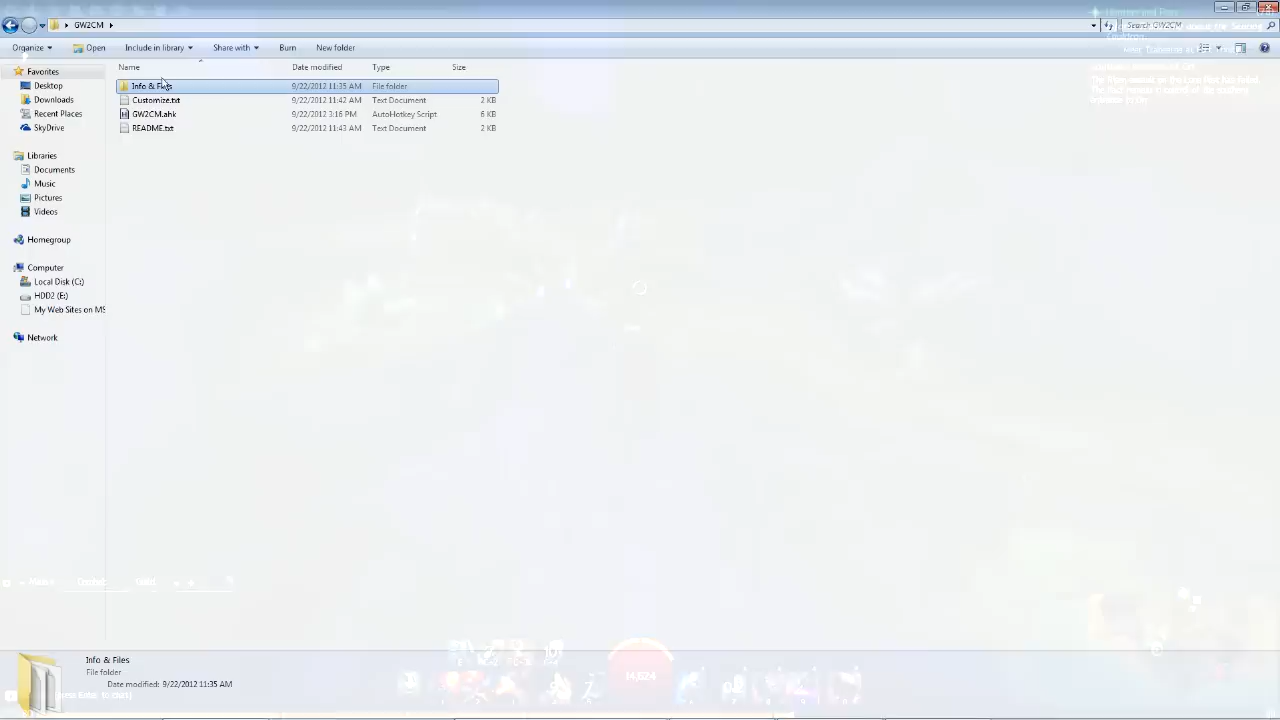 GW2CM
Search GW2CM
Organize
Open
Include in library
Share with
Burn
New folder
Name
Date modified
Type
Size
Info & Files
9/22/2012 11:35 AM
File folder
Customize.txt
9/22/2012 11:42 AM
Text Document
2 KB
GW2CM.ahk
9/22/2012 3:16 PM
AutoHotkey Script
6 KB
README.txt
9/22/2012 11:43 AM
Text Document
2 KB
Favorites
Desktop
Downloads
Recent Places
SkyDrive
Libraries
Documents
Music
Pictures
Videos
Homegroup
Computer
Local Disk (C:)
HDD2 (E:)
My Web Sites on MS
Network
Info & Files
File folder
Date modified: 9/22/2012 11:35 AM
14,624